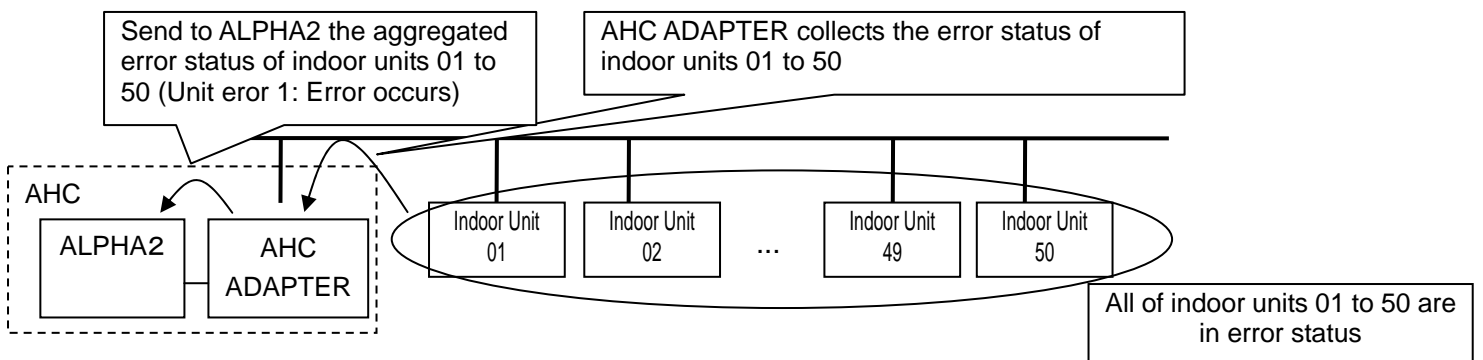 Send to ALPHA2 the aggregated
error status of indoor units 01 to
50 (Unit eror 1: Error occurs)
AHC ADAPTER collects the error status of
indoor units 01 to 50
AHC
ALPHA2
AHC
ADAPTER
Indoor Unit
01
Indoor Unit
02
...
Indoor Unit
49
Indoor Unit
50
All of indoor units 01 to 50 are
in error status